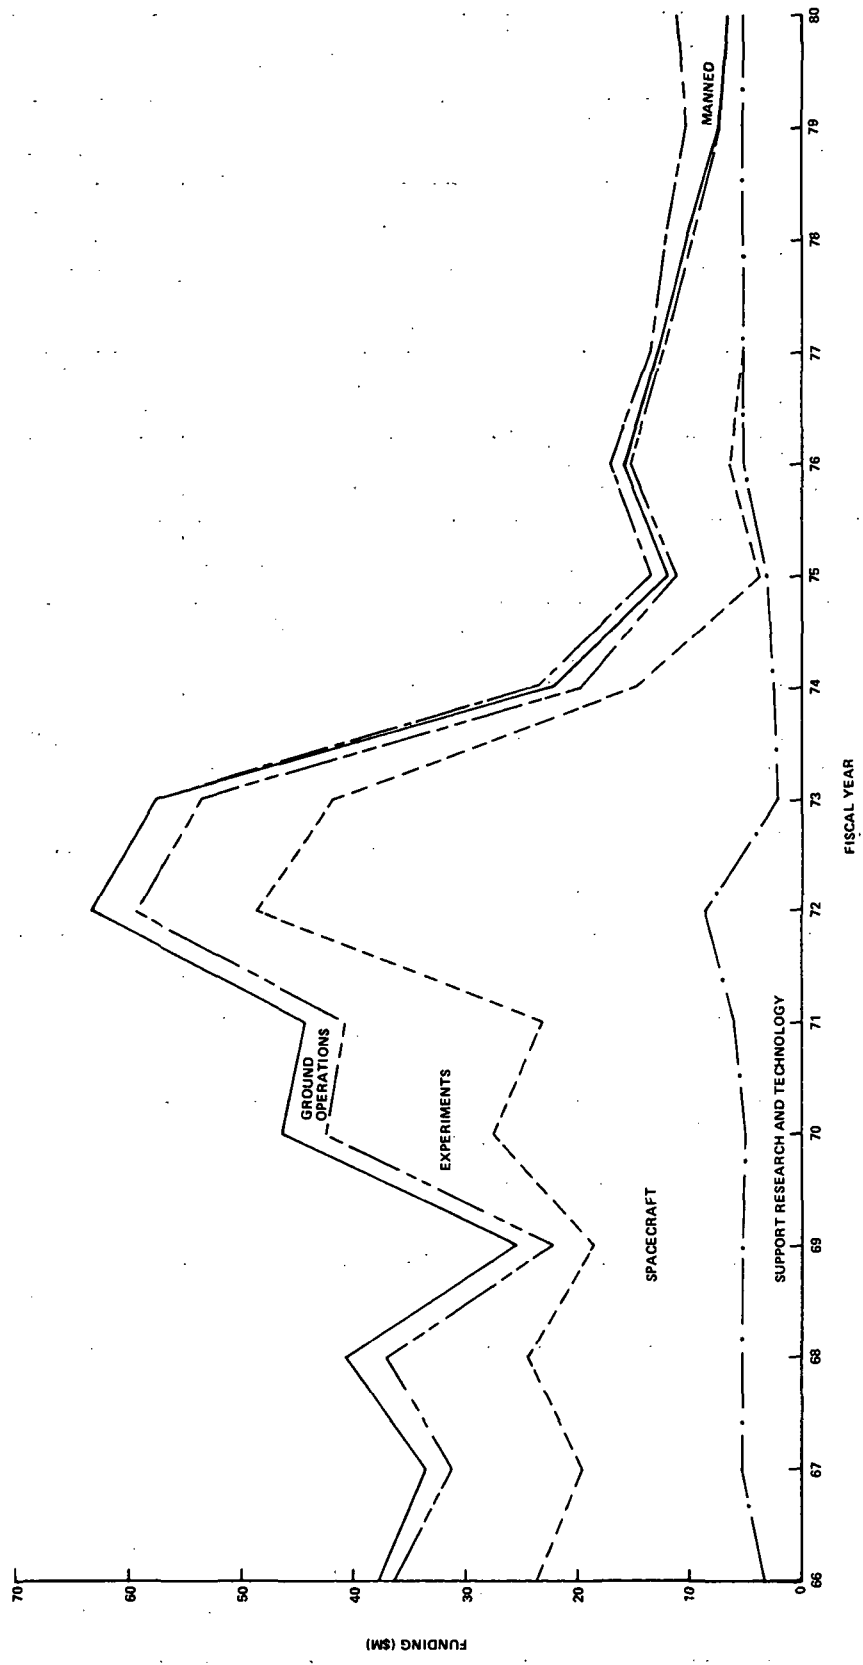 70
60
50
40
30
20
10
0
FUNDING ($M)
GROUND
OPERATIONS
EXPERIMENTS
SPACECRAFT
SUPPORT RESEARCH AND TECHNOLOGY
MANNED
66
67
68
69
70
71
72
73
74
75
76
77
78
79
80
FISCAL YEAR